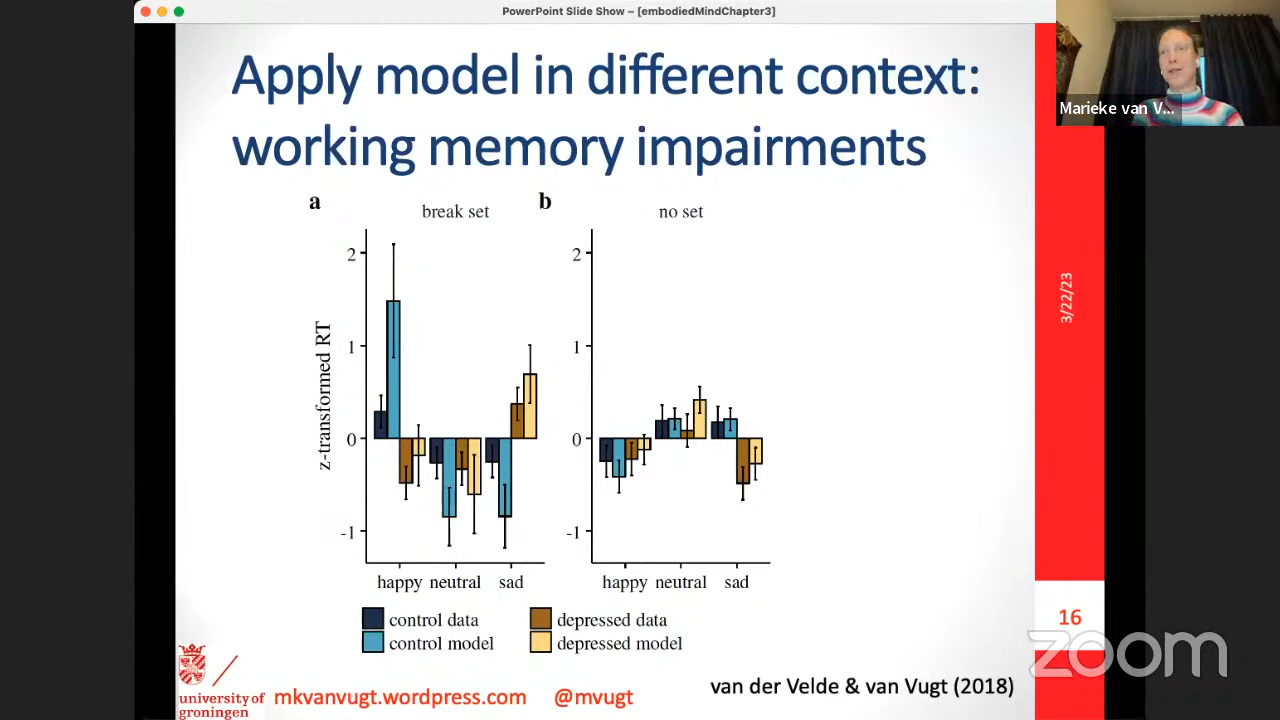 PowerPoint Slide Show – [embodiedMindChapter3]
Marieke van V...
Apply model in different context:
working memory impairments
a
break set
b
no set
2
1
0
-1
z-transformed RT
happy neutral sad
2
1
0
-1
happy neutral sad
control data
depressed data
control model
depressed model
3/22/23
16
zoom
university of
groningen
mkvanvugt.wordpress.com @mvugt
van der Velde & van Vugt (2018)